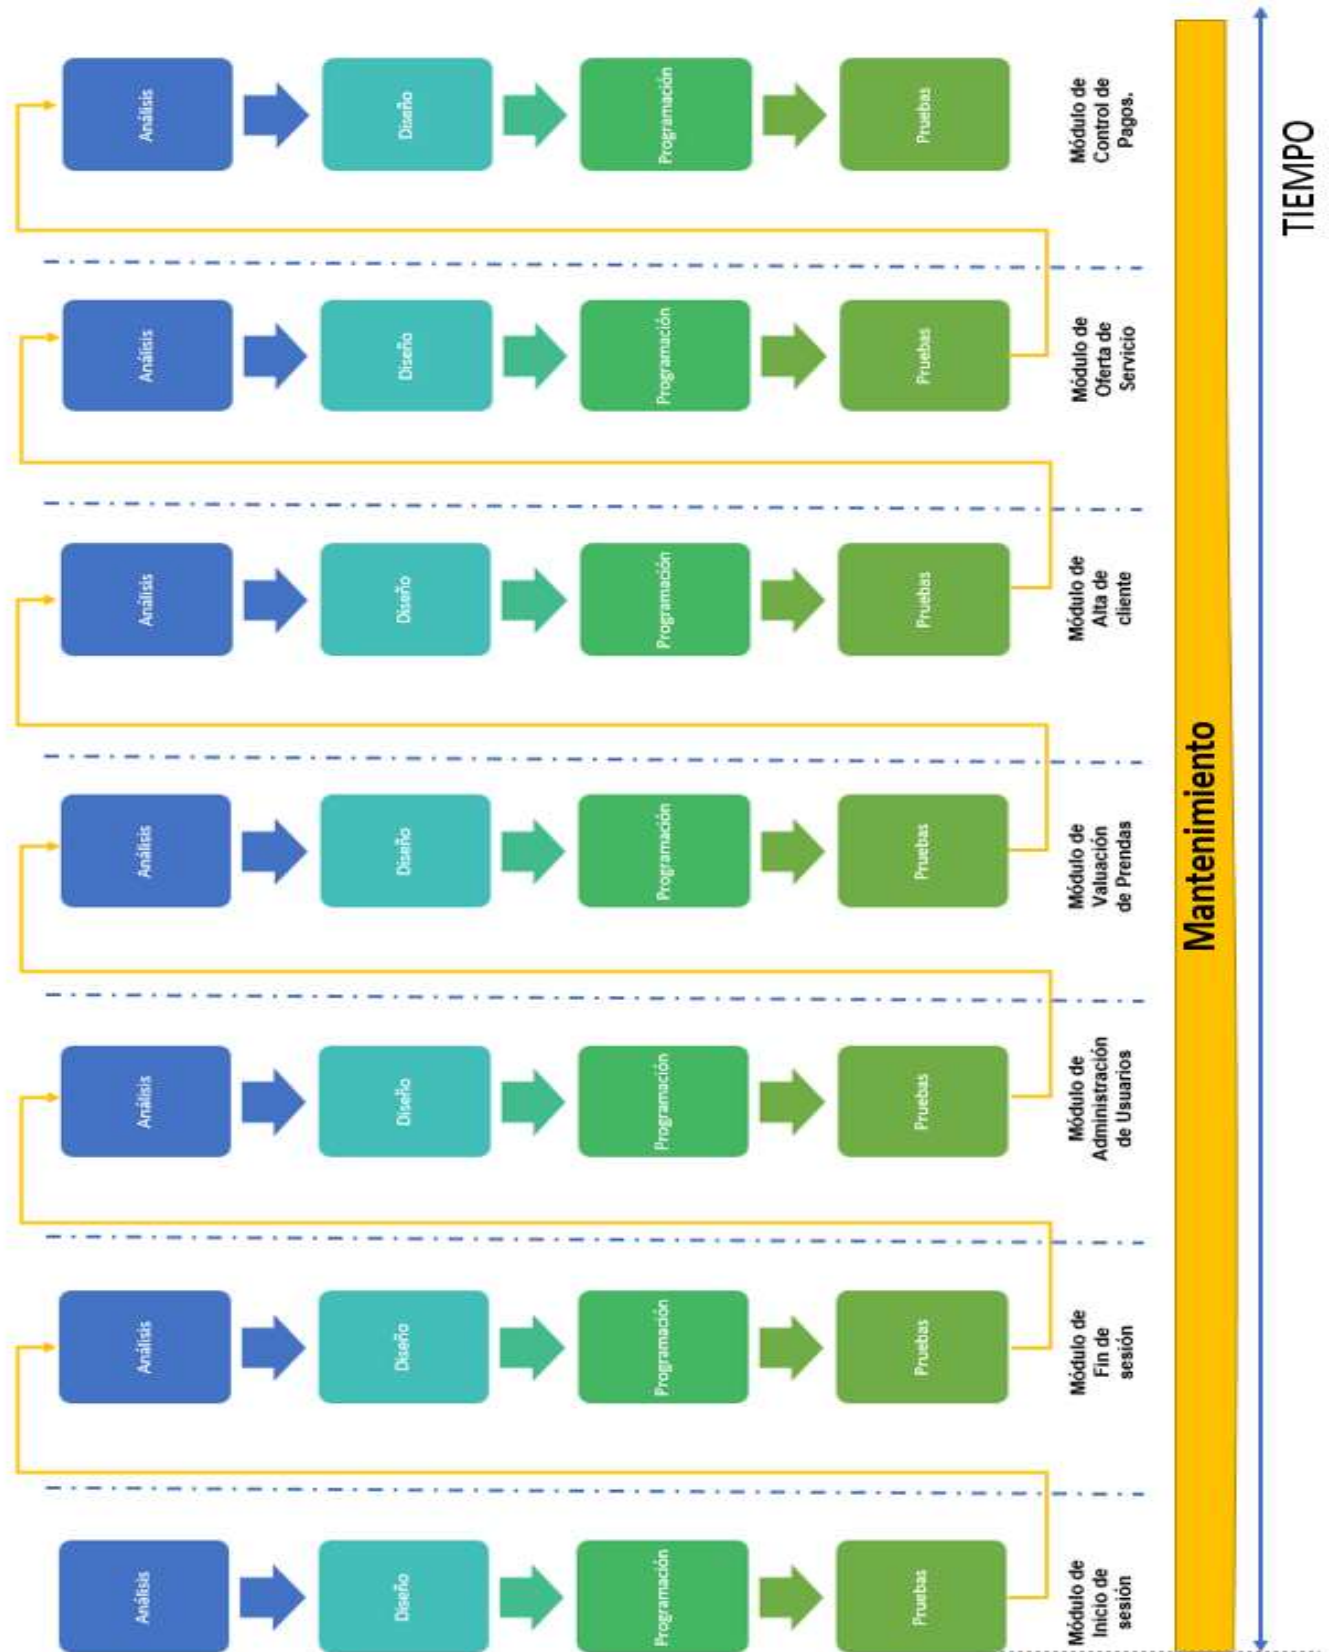 Análisis
Diseño
Programación
Pruebas
Módulo de
Inicio de
sesión
Análisis
Diseño
Programación
Pruebas
Módulo de
Fin de
sesión
Análisis
Diseño
Programación
Pruebas
Módulo de
Administración
de Usuarios
Análisis
Diseño
Programación
Pruebas
Módulo de
Valuación
de Prendas
Análisis
Diseño
Programación
Pruebas
Módulo de
Alta de
cliente
Análisis
Diseño
Programación
Pruebas
Módulo de
Oferta de
Servicio
Análisis
Diseño
Programación
Pruebas
Módulo de
Control de
Pagos.
Mantenimiento
TIEMPO